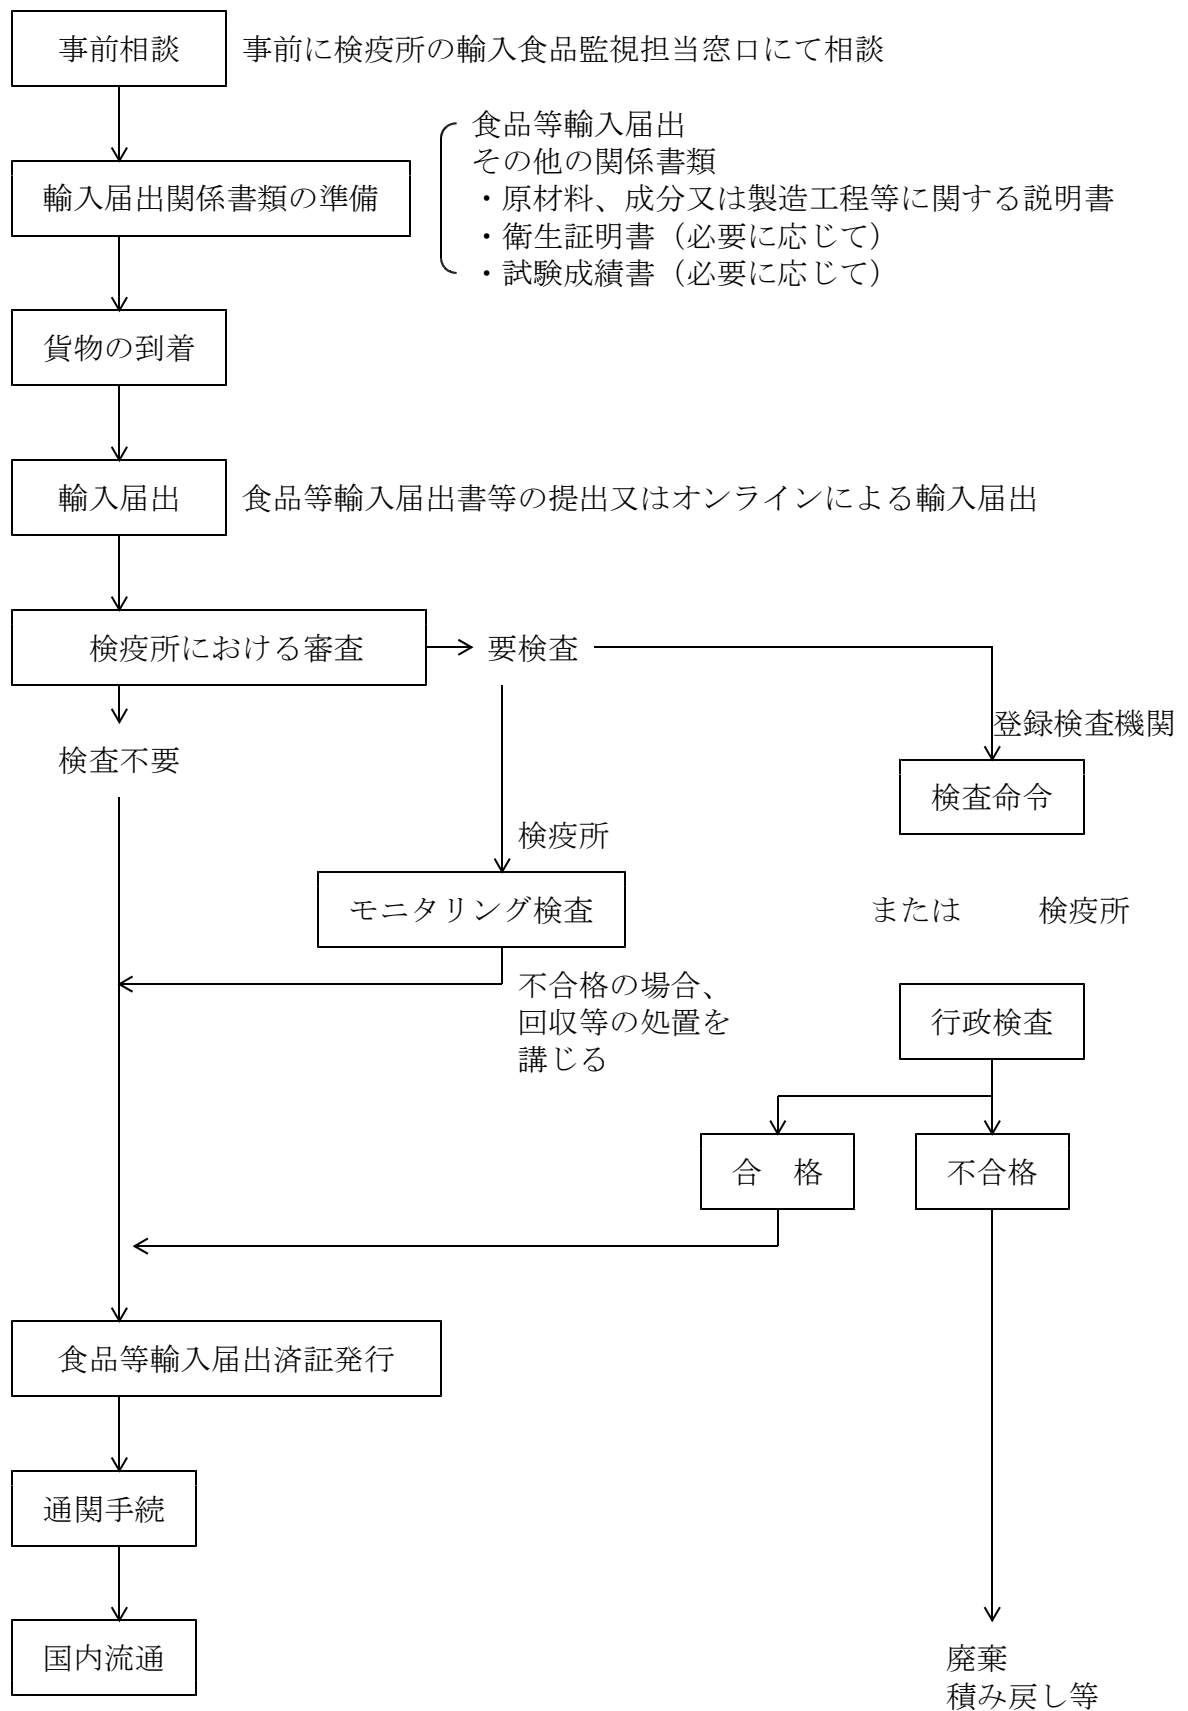 事前相談
事前に検疫所の輸入食品監視担当窓口にて相談
食品等輸入届出
その他の関係書類
輸入届出関係書類の準備
・原材料、成分又は製造工程等に関する説明書
・衛生証明書（必要に応じて）
・試験成績書（必要に応じて）
貨物の到着
輸入届出
食品等輸入届出書等の提出又はオンラインによる輸入届出
検疫所における審査
要検査
登録検査機関
検査不要
検査命令
検疫所
モニタリング検査
または
検疫所
不合格の場合、
回収等の処置を
講じる
行政検査
合　格
不合格
食品等輸入届出済証発行
通関手続
国内流通
廃棄
積み戻し等